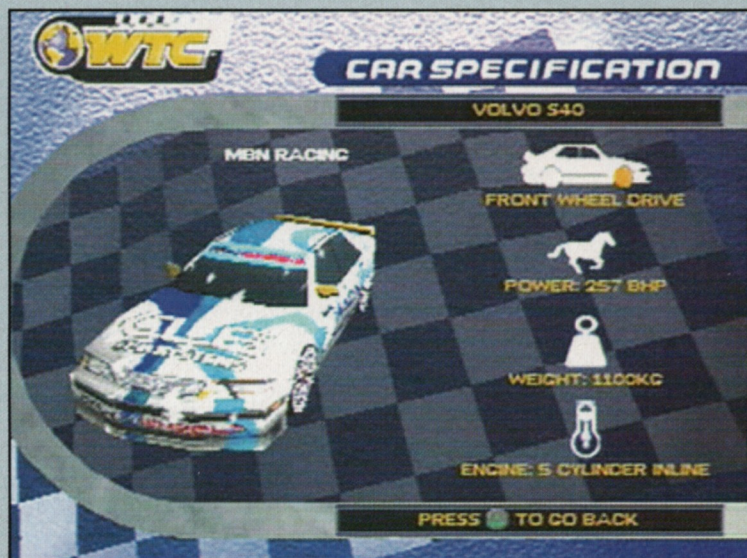 WTC
CAR SPECIFICATION
VOLVO S40
MBN RACING
FRONT WHEEL DRIVE
POWER: 257 BHP
WEIGHT: 1100KG
ENGINE: 5 CYLINDER INLINE
PRESS TO GO BACK